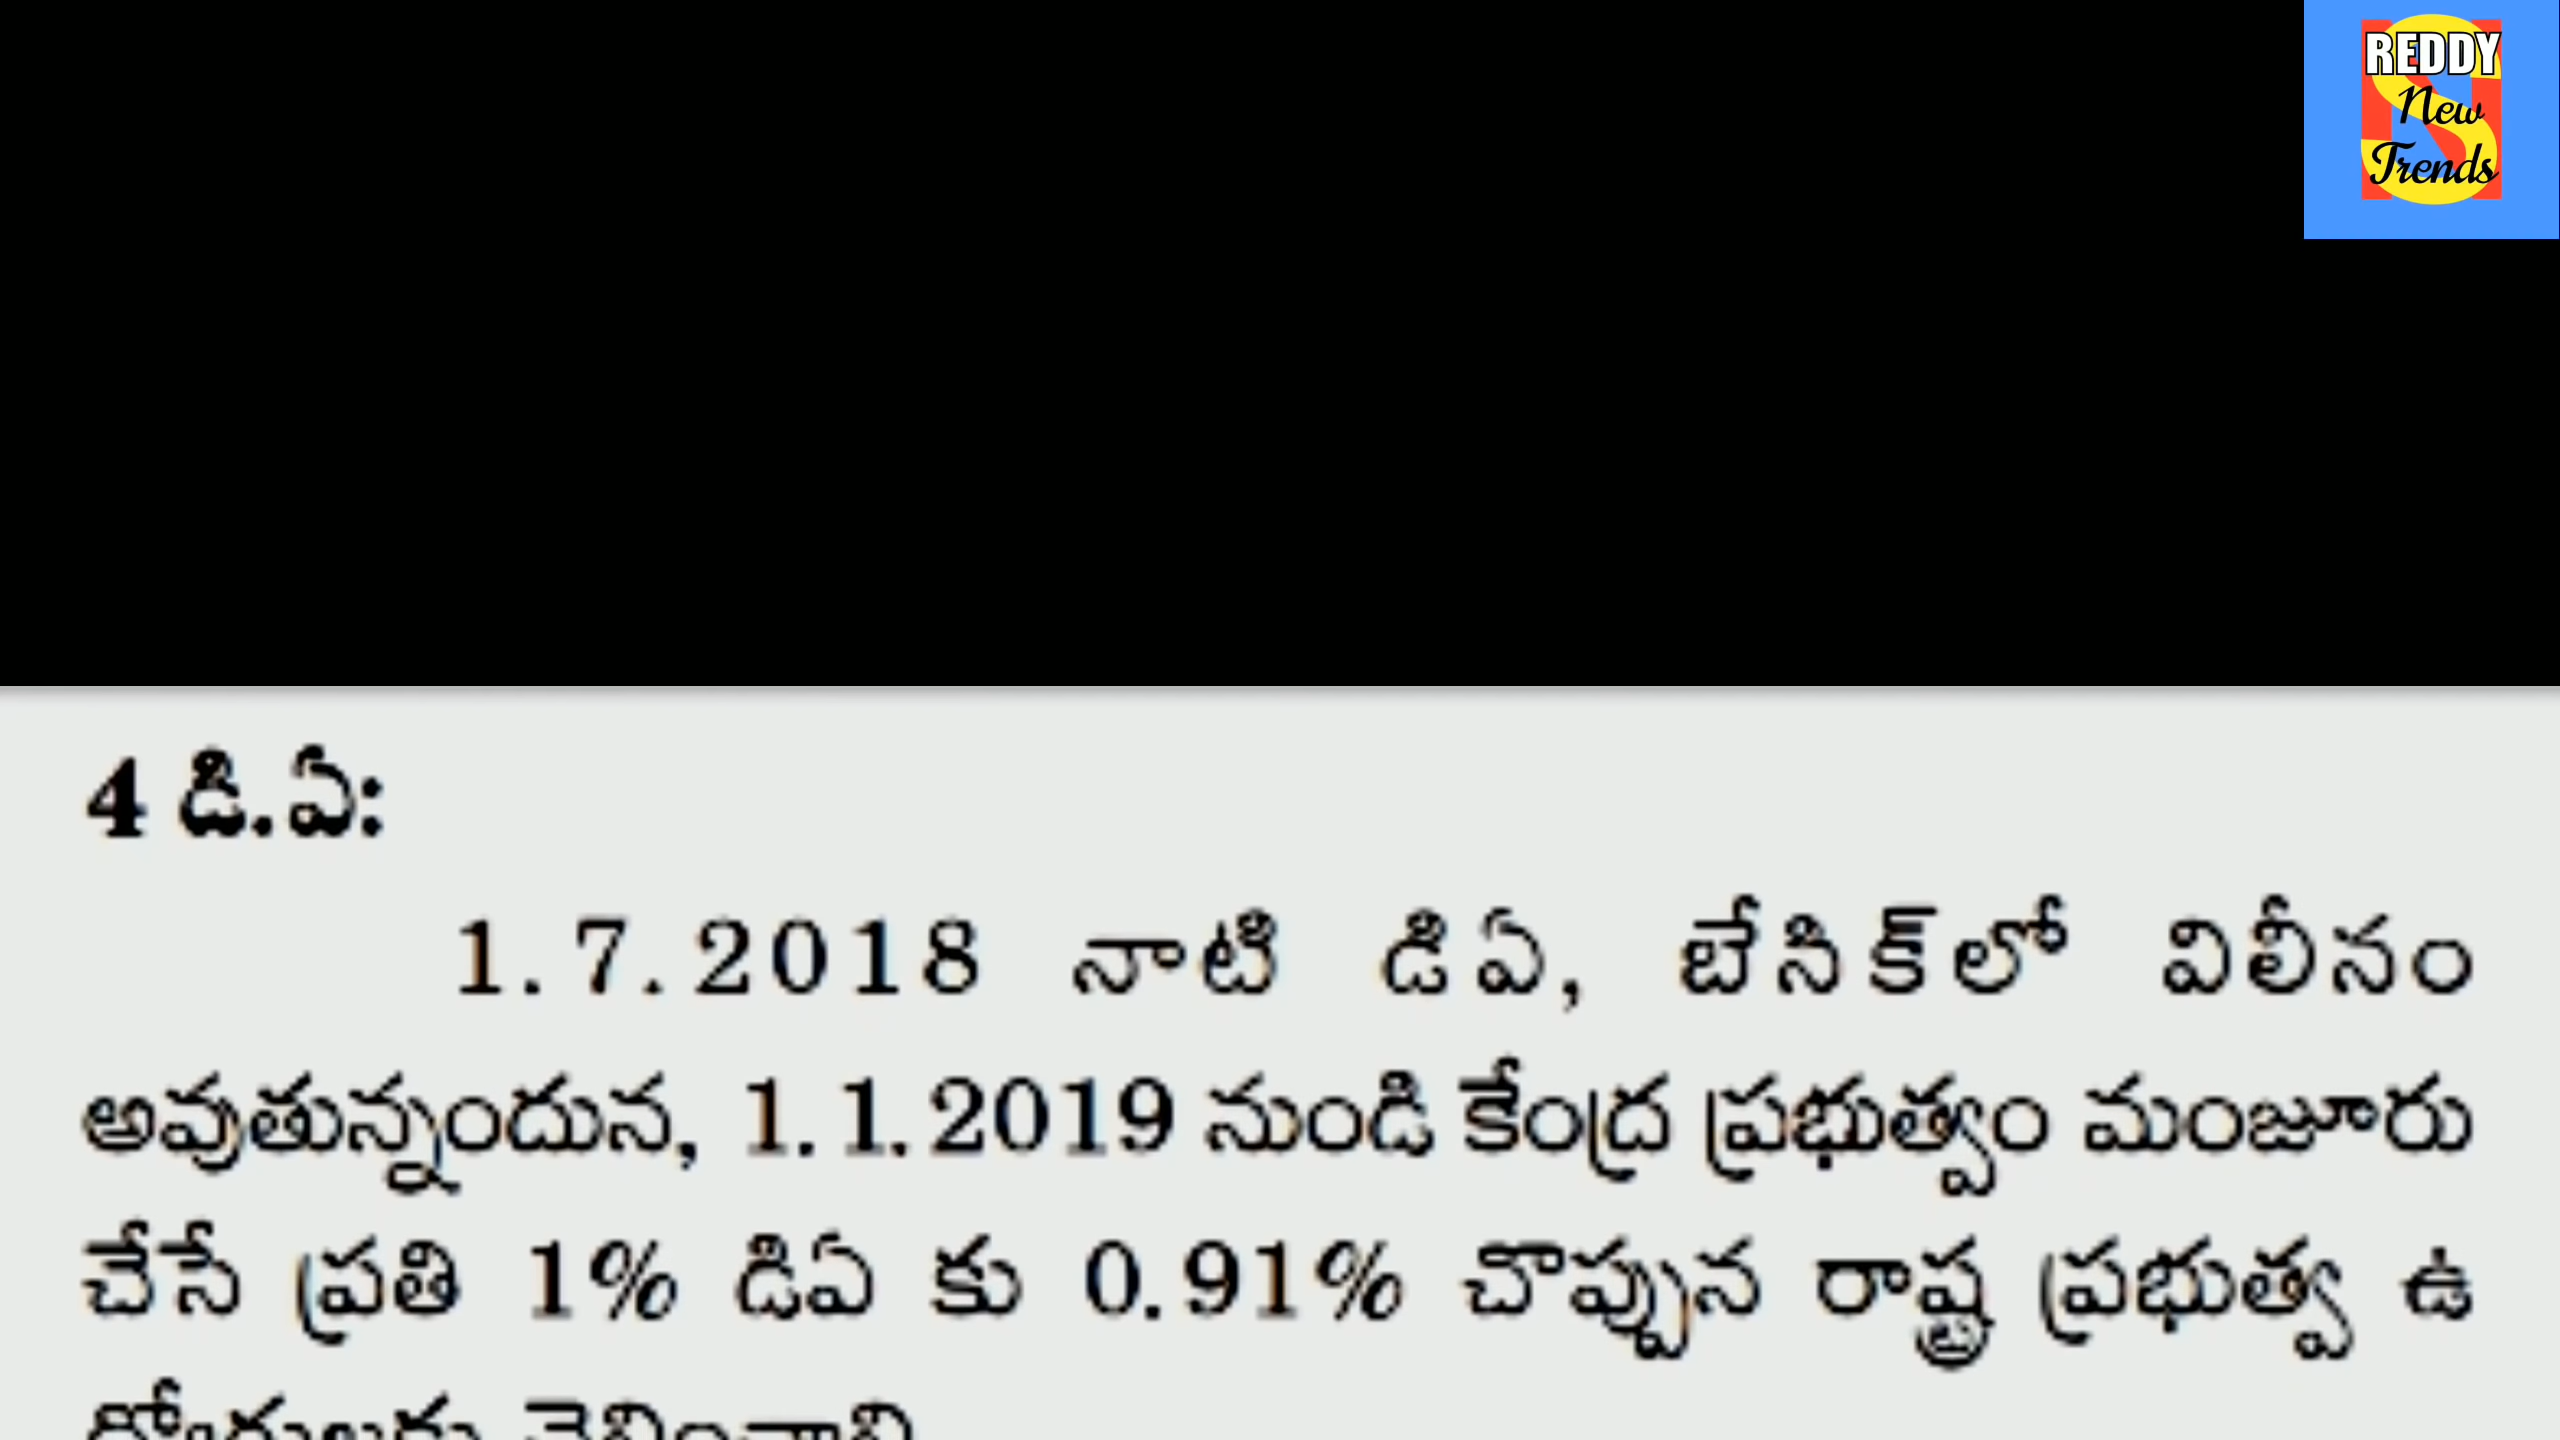 REDDY
New
Trends
4 డి.ఏ:
1.7.2018 నాటి డిఏ, బేసిక్‌లో విలీనం
అవుతున్నందున, 1.1.2019 నుండి కేంద్ర ప్రభుత్వం మంజూరు
చేసే ప్రతి 1% డిఏ కు 0.91% చొప్పున రాష్ట్ర ప్రభుత్వ ఉ